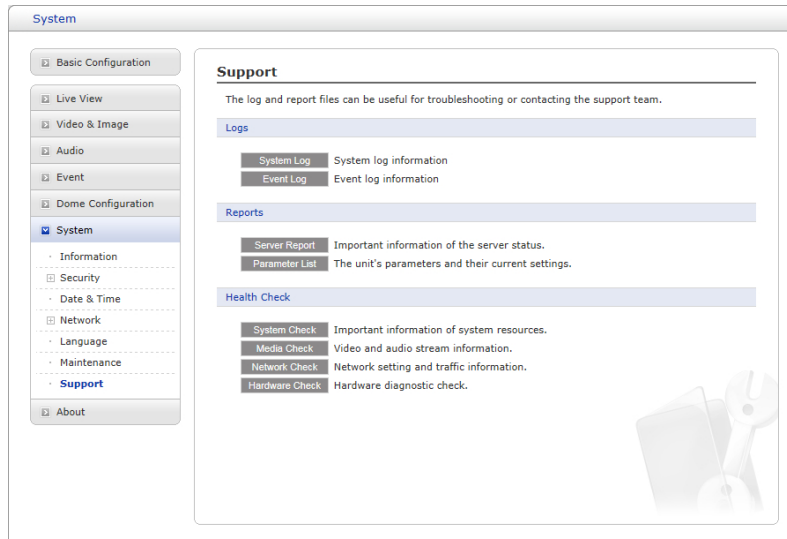 System
Basic Configuration
Live View
Video & Image
Audio
Event
Dome Configuration
System
Information
Security
Date & Time
Network
Language
Maintenance
Support
About
Support
The log and report files can be useful for troubleshooting or contacting the support team.
Logs
System Log System log information
Event Log Event log information
Reports
Server Report Important information of the server status.
Parameter List The unit's parameters and their current settings.
Health Check
System Check Important information of system resources.
Media Check Video and audio stream information.
Network Check Network setting and traffic information.
Hardware Check Hardware diagnostic check.